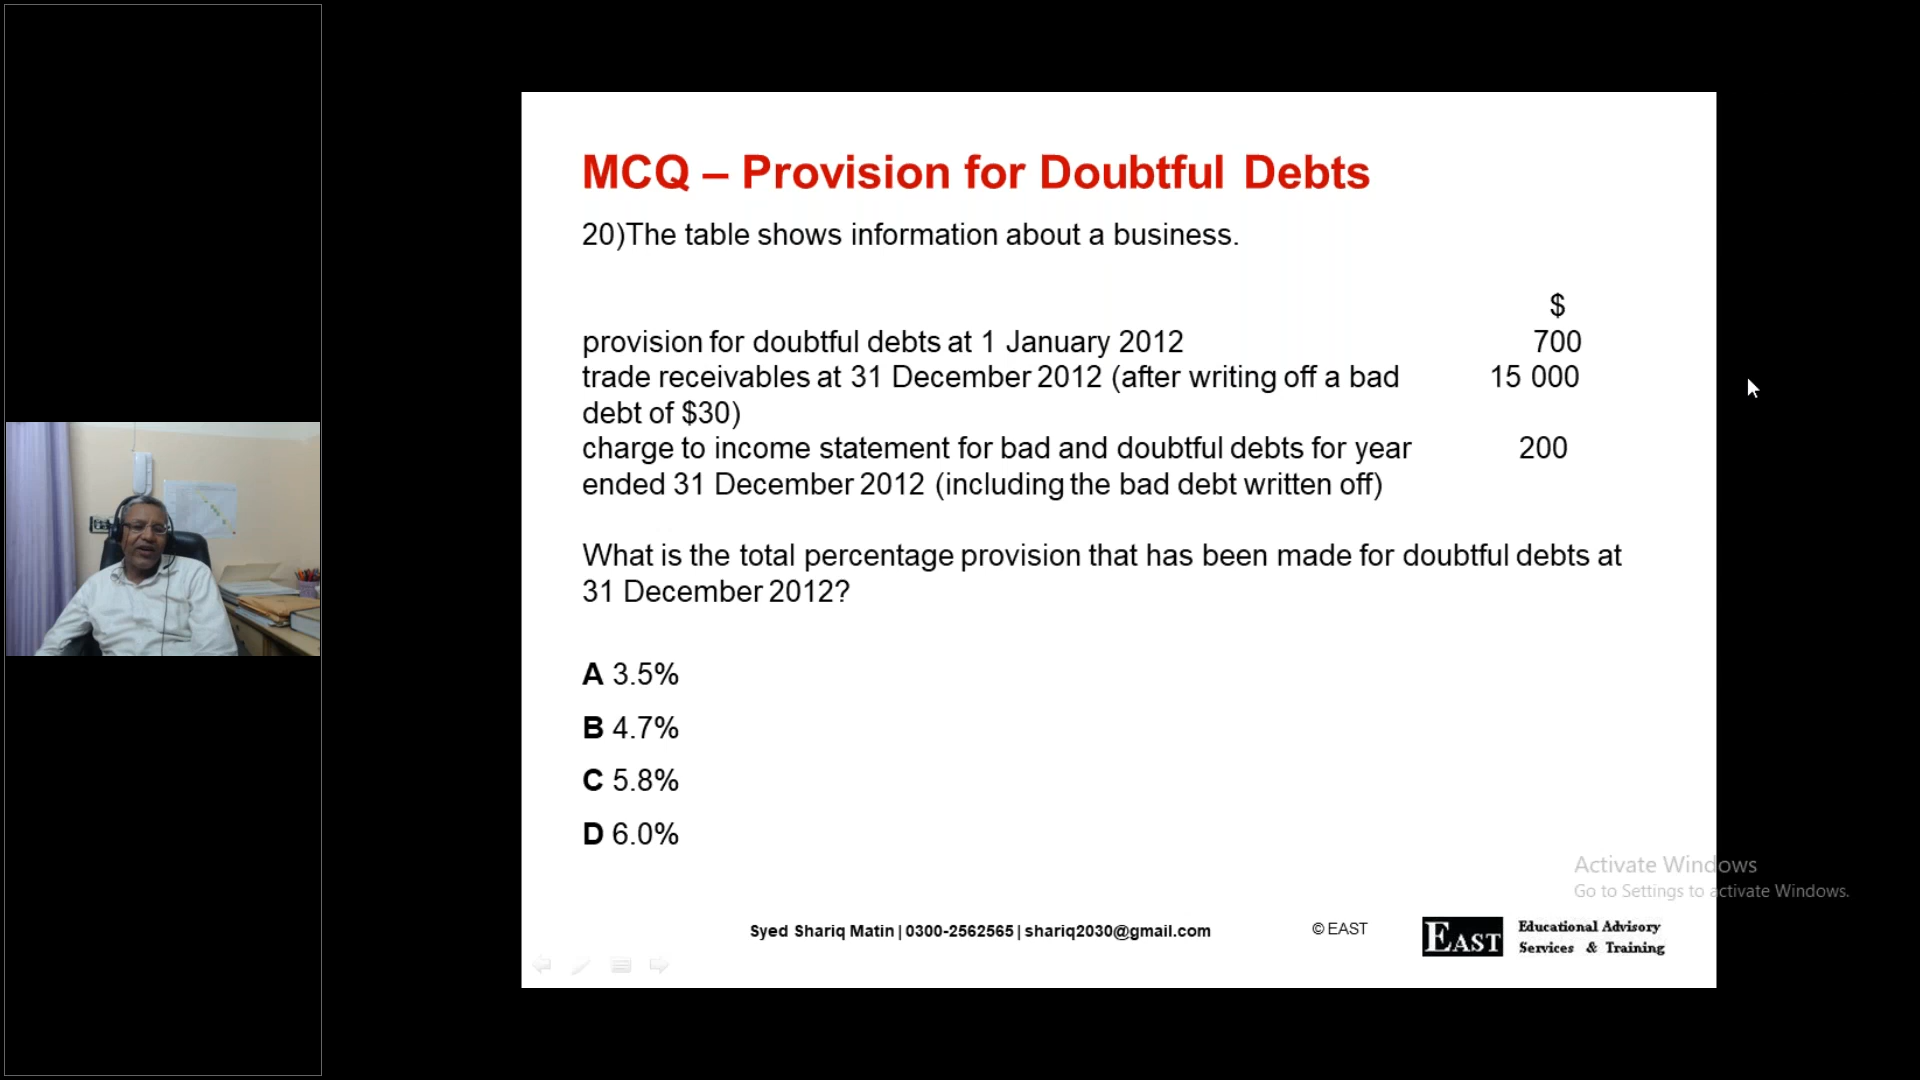 MCQ – Provision for Doubtful Debts
20)The table shows information about a business.
$
provision for doubtful debts at 1 January 2012 700
trade receivables at 31 December 2012 (after writing off a bad 15 000
debt of $30)
charge to income statement for bad and doubtful debts for year 200
ended 31 December 2012 (including the bad debt written off)
What is the total percentage provision that has been made for doubtful debts at
31 December 2012?
A 3.5%
B 4.7%
C 5.8%
D 6.0%
Activate Windows
Go to Settings to activate Windows.
Syed Shariq Matin | 0300-2562565 | shariq2030@gmail.com
© EAST
EAST
Educational Advisory
Services & Training